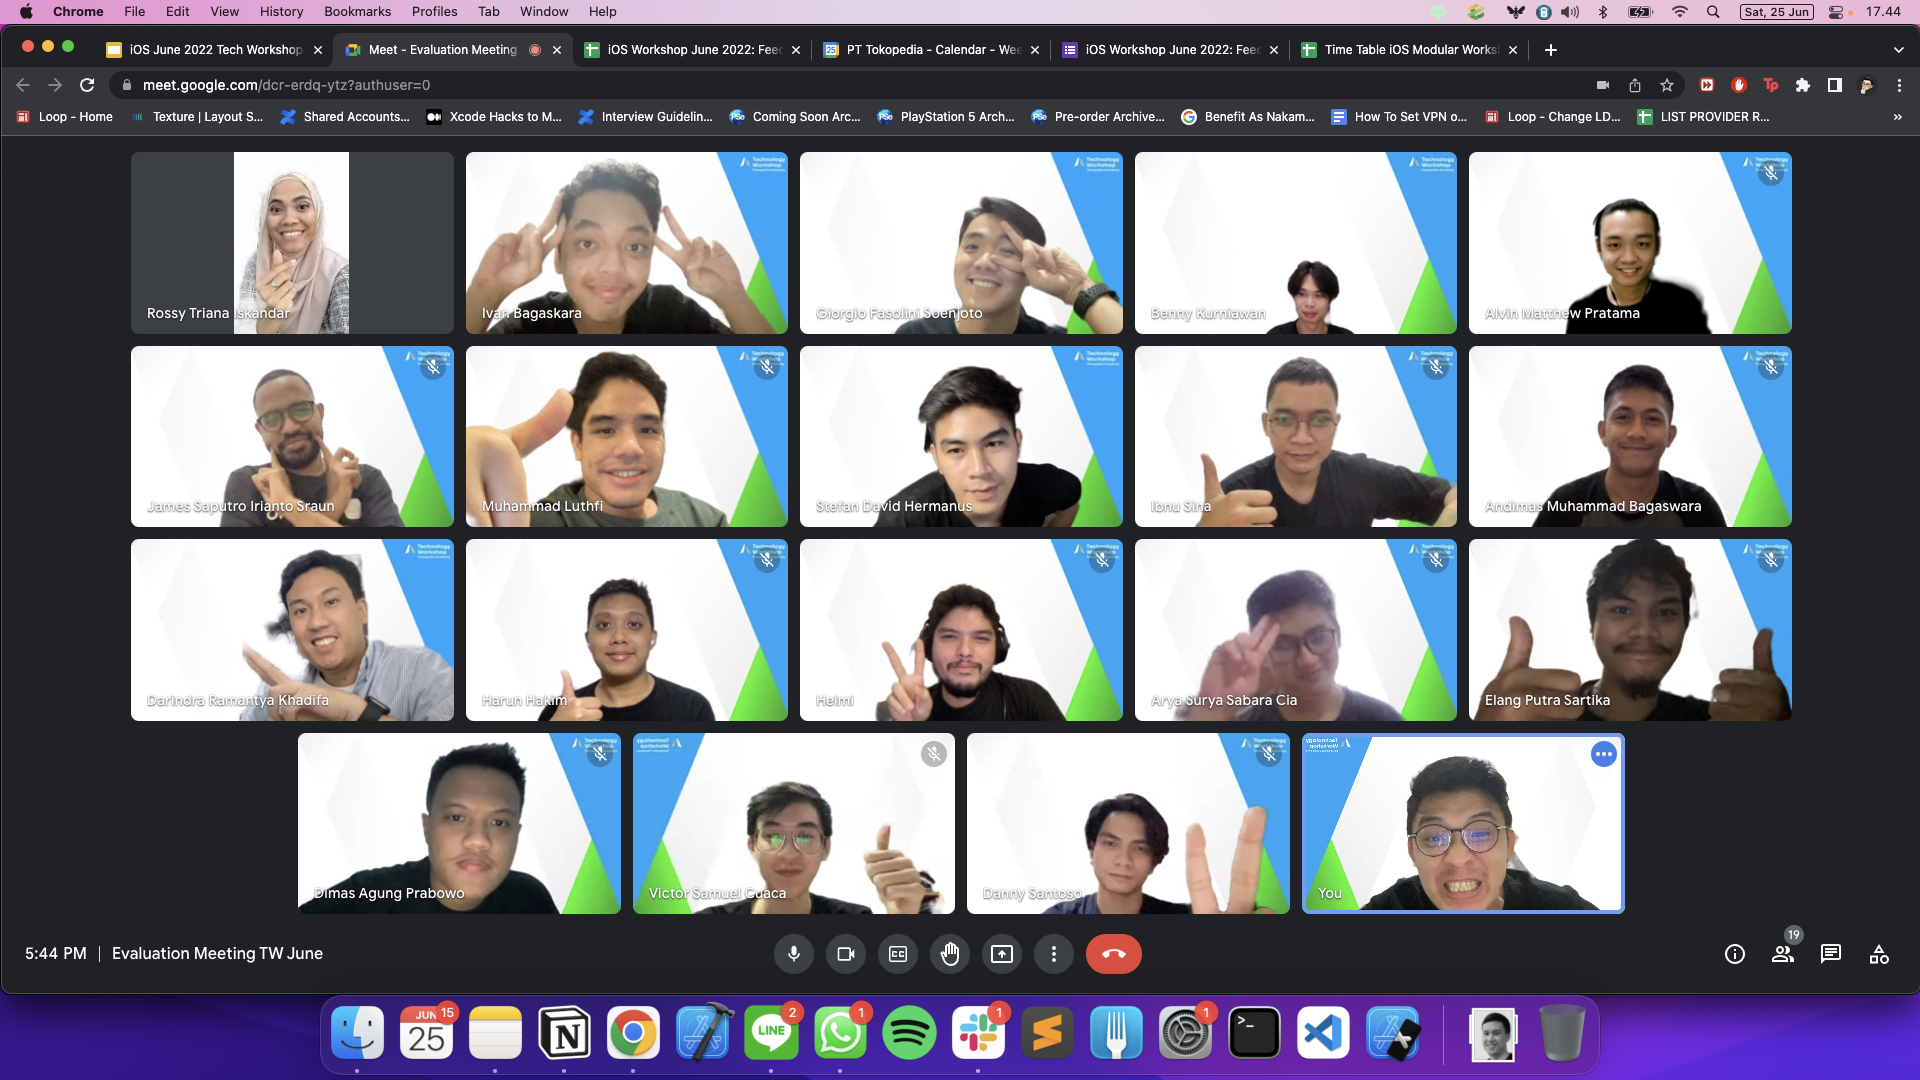 Chrome File Edit View History Bookmarks Profiles Tab Window Help Sat, 25 Jun 17.44
iOS June 2022 Tech Workshop Meet - Evaluation Meeting iOS Workshop June 2022: Feed PT Tokopedia - Calendar - Wee iOS Workshop June 2022: Feed Time Table iOS Modular Works
meet.google.com/dcr-erdq-ytz?authuser=0
Loop - Home Texture | Layout S... Shared Accounts... Xcode Hacks to M... Interview Guidelin... Coming Soon Arc... PlayStation 5 Arch... Pre-order Archive... Benefit As Nakam... How To Set VPN o... Loop - Change LD... LIST PROVIDER R... »
Technology Workshop
Rossy Triana Iskandar Ivan Bagaskara Giorgio Fasolini Soenjoto Benny Kurniawan Alvin Matthew Pratama
James Saputro Irianto Sraun Muhammad Luthfi Stefan David Hermanus Ibnu Sina Andimas Muhammad Bagaswara
Darindra Ramantya Khadifa Harun Hakim Helmi Arya Surya Sabara Cia Elang Putra Sartika
Dimas Agung Prabowo Victor Samuel Cuaca Danny Santoso You
5:44 PM | Evaluation Meeting TW June
19
JUN 25 15
LINE 2
1
1
1